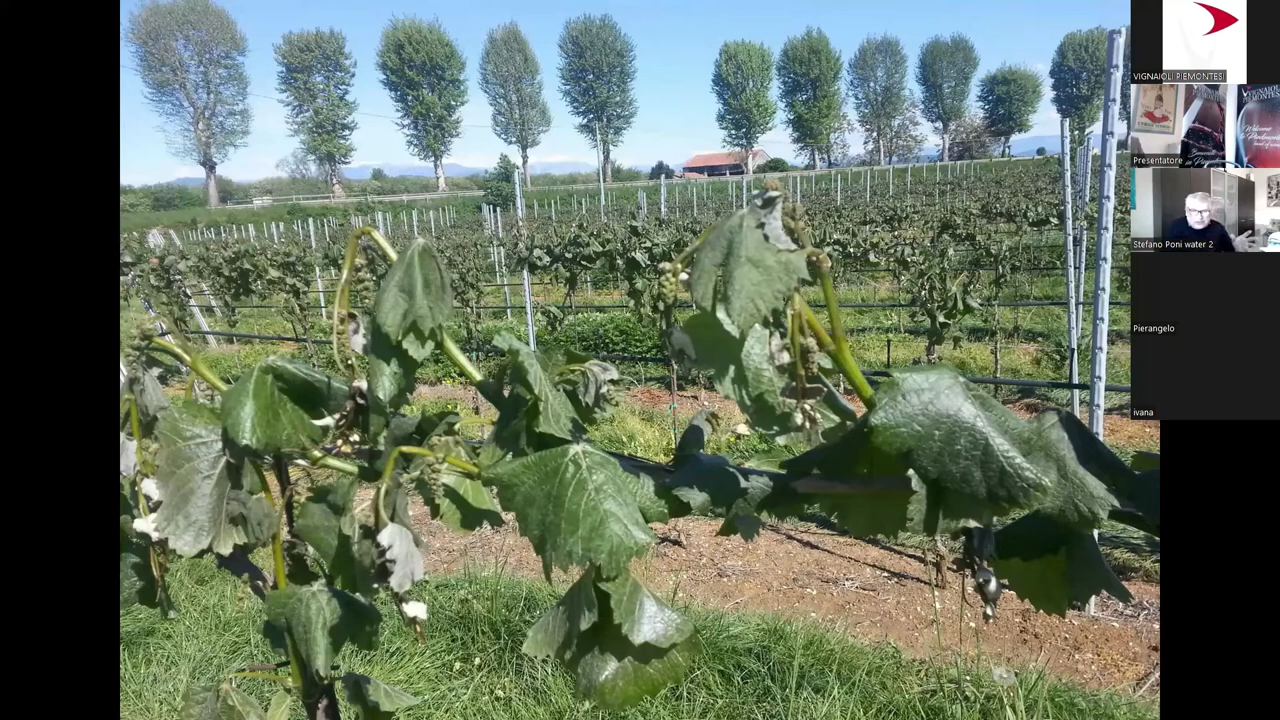 VIGNAIOLI PIEMONTESI
Presentatore
Stefano Poni water 2
Pierangelo
ivana